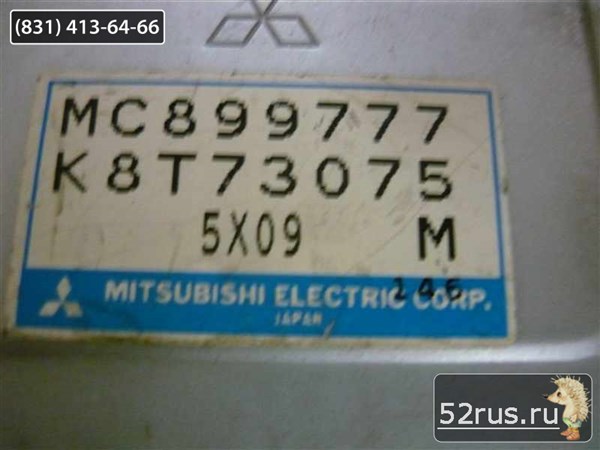 (831) 413-64-66
MC899777
K8T73075
5X09 M
MITSUBISHI ELECTRIC CORP.
JAPAN
52rus.ru